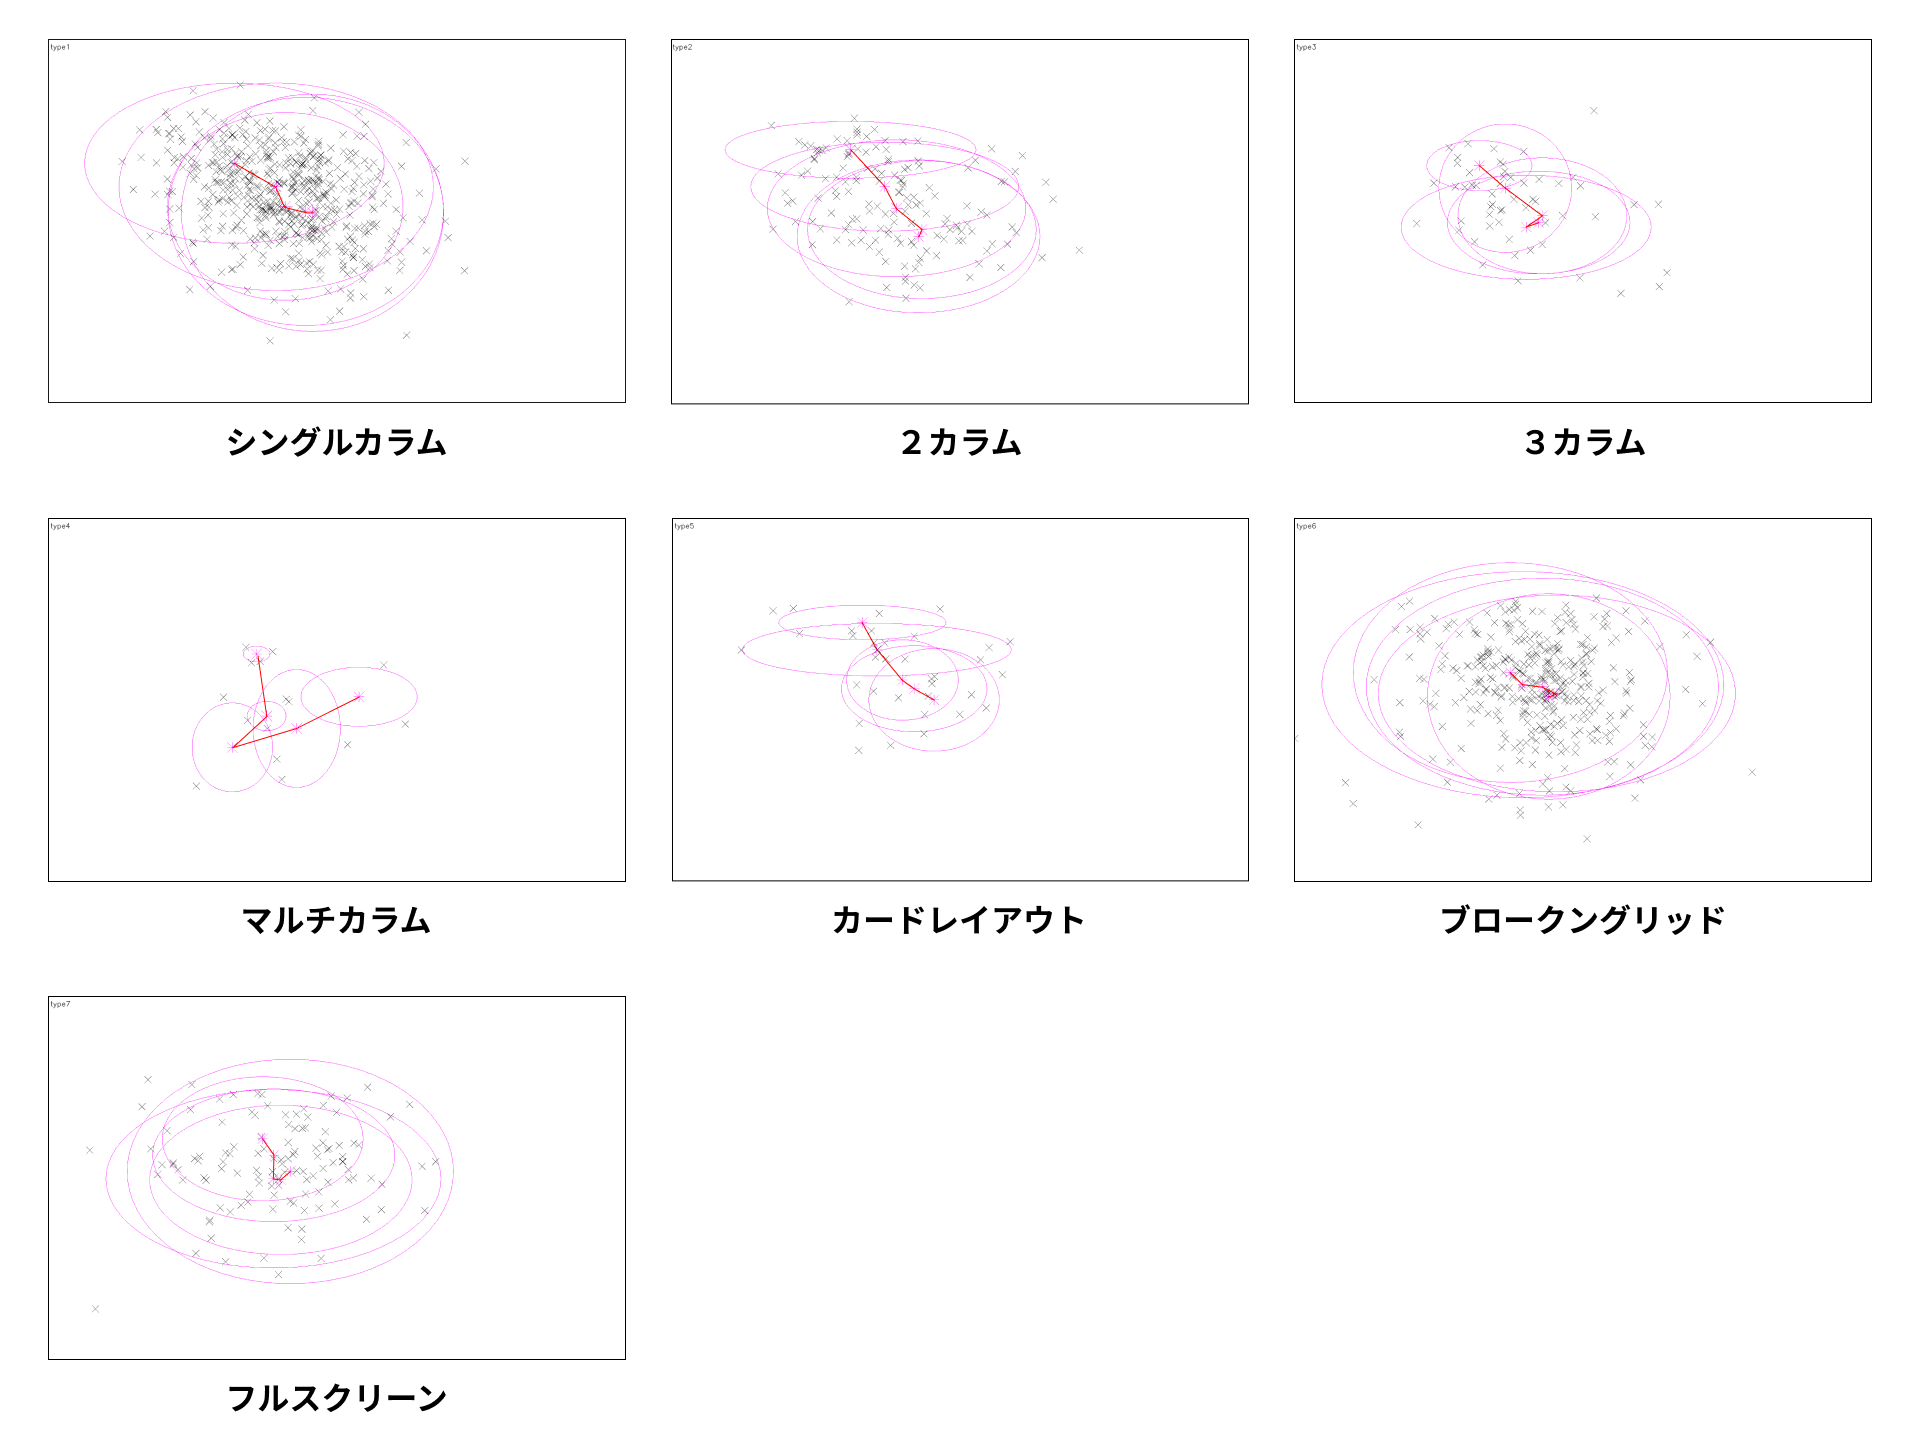 type1
type2
type3
シングルカラム
２カラム
３カラム
type4
type5
type6
マルチカラム
カードレイアウト
ブロークングリッド
type7
フルスクリーン